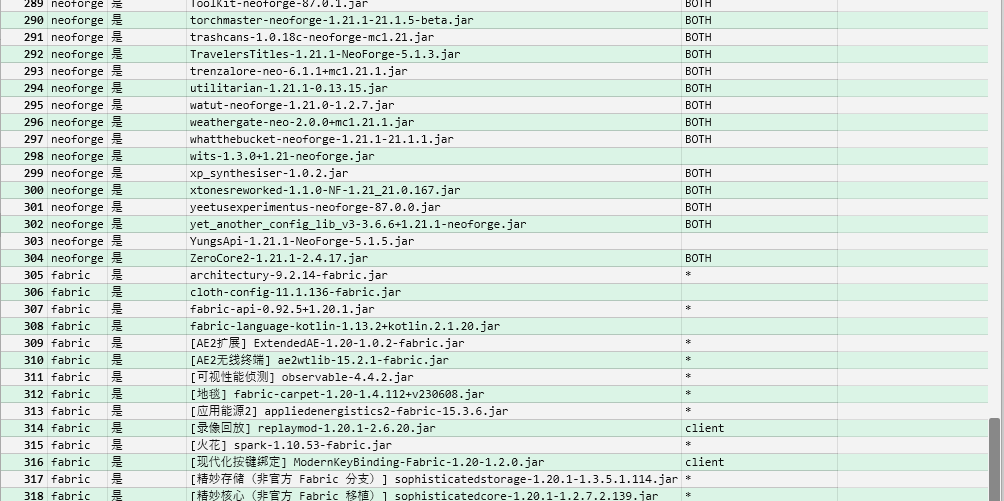 289 neoforge 是 ToolKit-neoforge-87.0.1.jar BOTH
290 neoforge 是 torchmaster-neoforge-1.21.1-21.1.5-beta.jar BOTH
291 neoforge 是 trashcans-1.0.18c-neoforge-mc1.21.jar BOTH
292 neoforge 是 TravelersTitles-1.21.1-NeoForge-5.1.3.jar BOTH
293 neoforge 是 trenzalore-neo-6.1.1+mc1.21.1.jar BOTH
294 neoforge 是 utilitarian-1.21.1-0.13.15.jar BOTH
295 neoforge 是 watut-neoforge-1.21.0-1.2.7.jar BOTH
296 neoforge 是 weathergate-neo-2.0.0+mc1.21.1.jar BOTH
297 neoforge 是 whatthebucket-neoforge-1.21.1-21.1.1.jar BOTH
298 neoforge 是 wits-1.3.0+1.21-neoforge.jar
299 neoforge 是 xp_synthesiser-1.0.2.jar BOTH
300 neoforge 是 xtonesreworked-1.1.0-NF-1.21_21.0.167.jar BOTH
301 neoforge 是 yeetusexperimentus-neoforge-87.0.0.jar BOTH
302 neoforge 是 yet_another_config_lib_v3-3.6.6+1.21.1-neoforge.jar BOTH
303 neoforge 是 YungsApi-1.21.1-NeoForge-5.1.5.jar
304 neoforge 是 ZeroCore2-1.21.1-2.4.17.jar BOTH
305 fabric 是 architectury-9.2.14-fabric.jar *
306 fabric 是 cloth-config-11.1.136-fabric.jar
307 fabric 是 fabric-api-0.92.5+1.20.1.jar *
308 fabric 是 fabric-language-kotlin-1.13.2+kotlin.2.1.20.jar
309 fabric 是 [AE2扩展] ExtendedAE-1.20-1.0.2-fabric.jar *
310 fabric 是 [AE2无线终端] ae2wtlib-15.2.1-fabric.jar *
311 fabric 是 [可视性能侦测] observable-4.4.2.jar *
312 fabric 是 [地毯] fabric-carpet-1.20-1.4.112+v230608.jar *
313 fabric 是 [应用能源2] appliedenergistics2-fabric-15.3.6.jar *
314 fabric 是 [录像回放] replaymod-1.20.1-2.6.20.jar client
315 fabric 是 [火花] spark-1.10.53-fabric.jar *
316 fabric 是 [现代化按键绑定] ModernKeyBinding-Fabric-1.20-1.2.0.jar client
317 fabric 是 [精妙存储（非官方 Fabric 分支）] sophisticatedstorage-1.20.1-1.3.5.1.114.jar *
318 fabric 是 [精妙核心（非官方 Fabric 移植）] sophisticatedcore-1.20.1-1.2.7.2.139.jar *